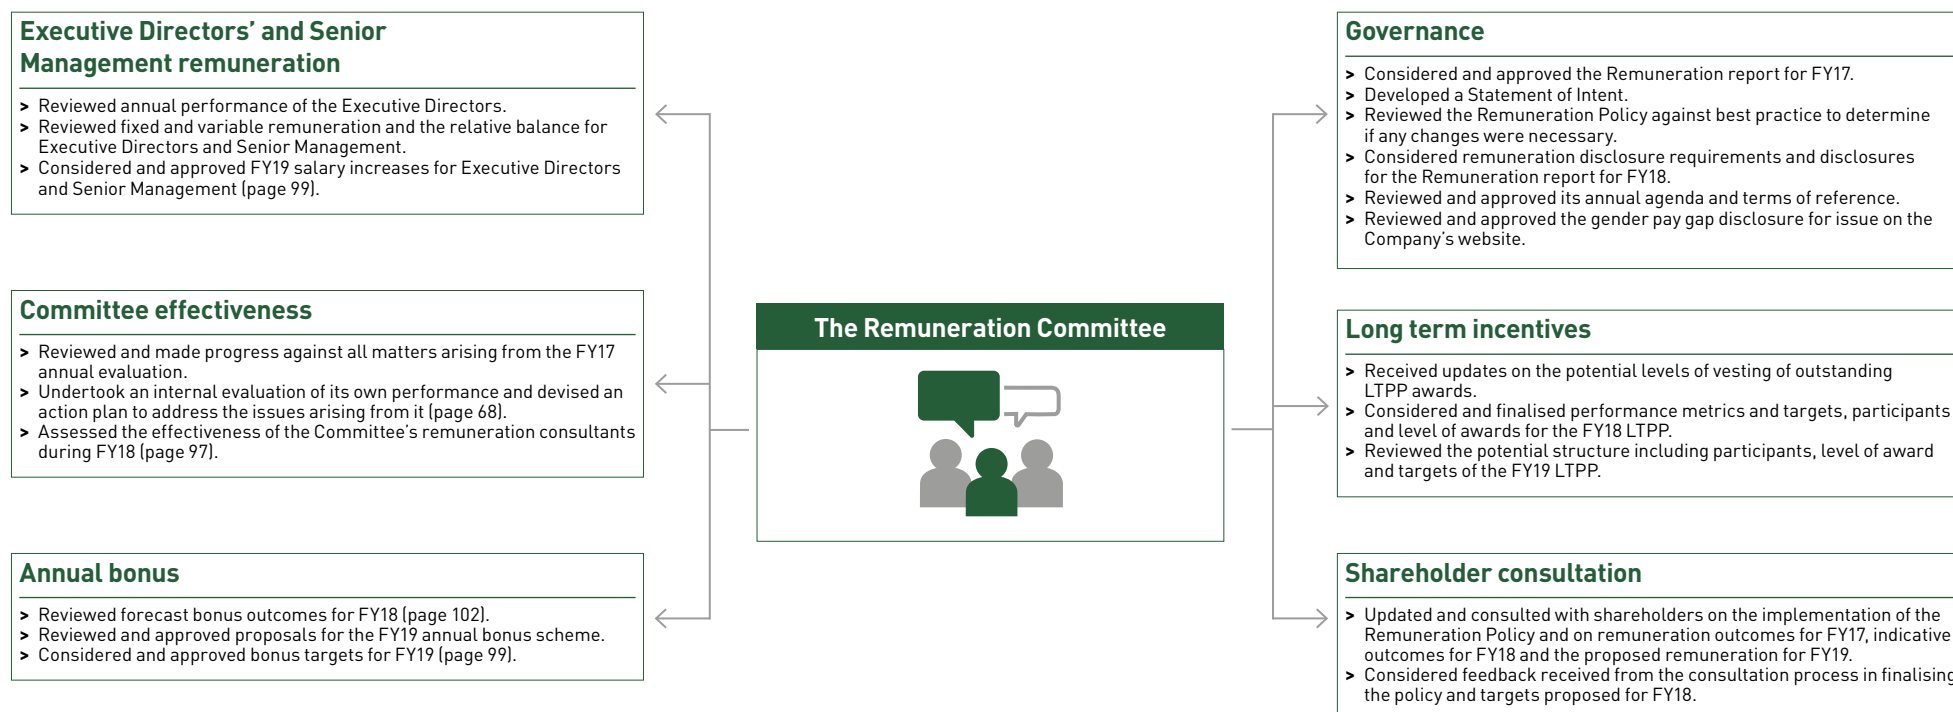 Executive Directors’ and Senior
Management remuneration
> Reviewed annual performance of the Executive Directors.
> Reviewed fixed and variable remuneration and the relative balance for
Executive Directors and Senior Management.
> Considered and approved FY19 salary increases for Executive Directors
and Senior Management (page 99).
Committee effectiveness
> Reviewed and made progress against all matters arising from the FY17
annual evaluation.
> Undertook an internal evaluation of its own performance and devised an
action plan to address the issues arising from it (page 68).
> Assessed the effectiveness of the Committee’s remuneration consultants
during FY18 (page 97).
Annual bonus
> Reviewed forecast bonus outcomes for FY18 (page 102).
> Reviewed and approved proposals for the FY19 annual bonus scheme.
> Considered and approved bonus targets for FY19 (page 99).
The Remuneration Committee
Governance
> Considered and approved the Remuneration report for FY17.
> Developed a Statement of Intent.
> Reviewed the Remuneration Policy against best practice to determine
if any changes were necessary.
> Considered remuneration disclosure requirements and disclosures
for the Remuneration report for FY18.
> Reviewed and approved its annual agenda and terms of reference.
> Reviewed and approved the gender pay gap disclosure for issue on the
Company’s website.
Long term incentives
> Received updates on the potential levels of vesting of outstanding
LTPP awards.
> Considered and finalised performance metrics and targets, participants
and level of awards for the FY18 LTPP.
> Reviewed the potential structure including participants, level of award
and targets of the FY19 LTPP.
Shareholder consultation
> Updated and consulted with shareholders on the implementation of the
Remuneration Policy and on remuneration outcomes for FY17, indicative
outcomes for FY18 and the proposed remuneration for FY19.
> Considered feedback received from the consultation process in finalising
the policy and targets proposed for FY18.